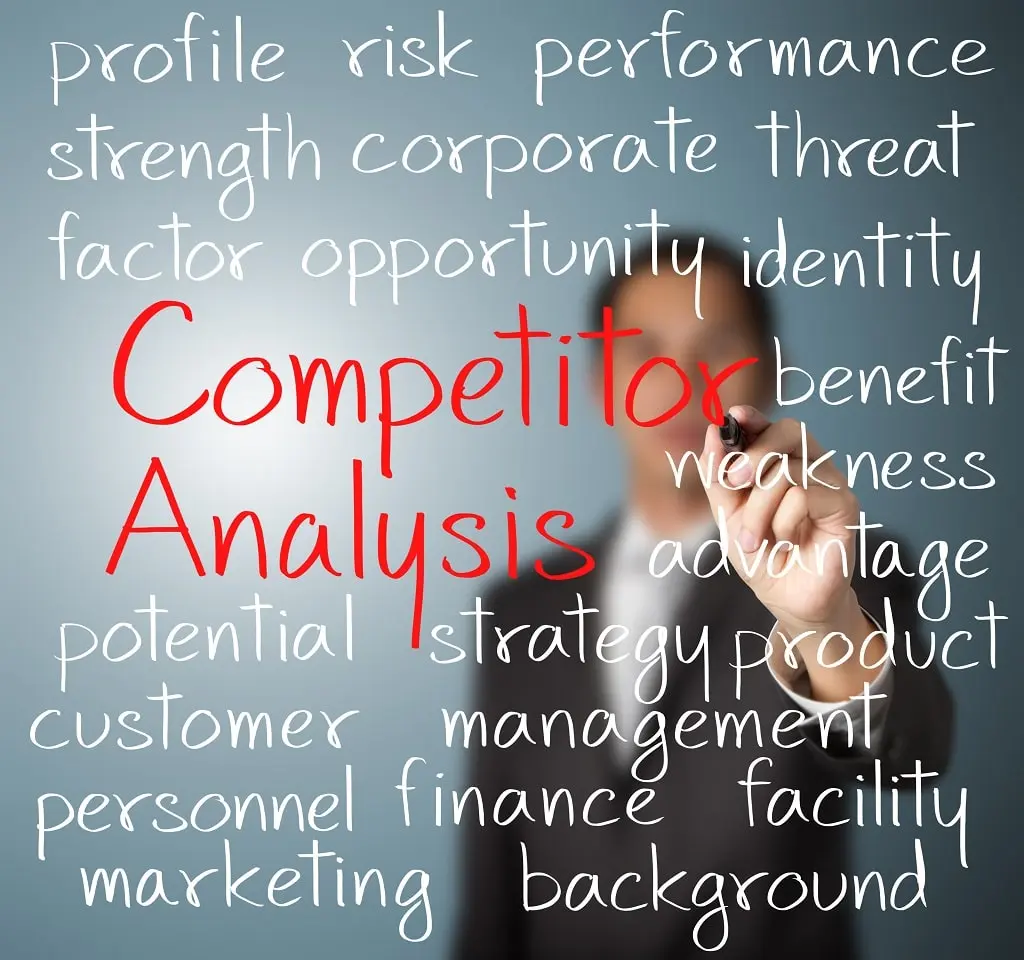 profile risk performance
strength corporate threat
factor opportunity identity
Competitor benefit
weakness
Analysis advantage
potential strategy product
customer management
personnel finance facility
marketing background